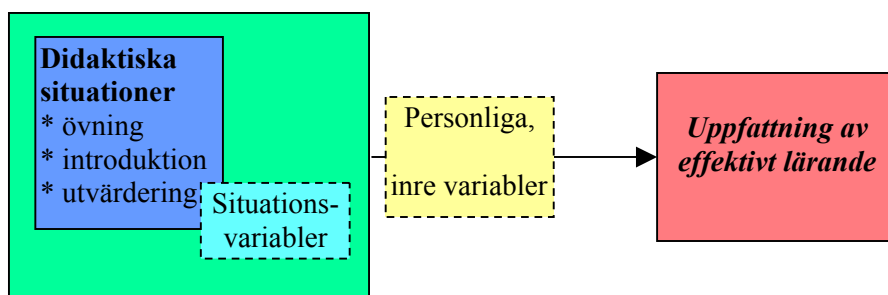 Didaktiska
situationer
* övning
* introduktion
* utvärdering
Situations-
variabler
Personliga,
inre variabler
Uppfattning av
effektivt lärande